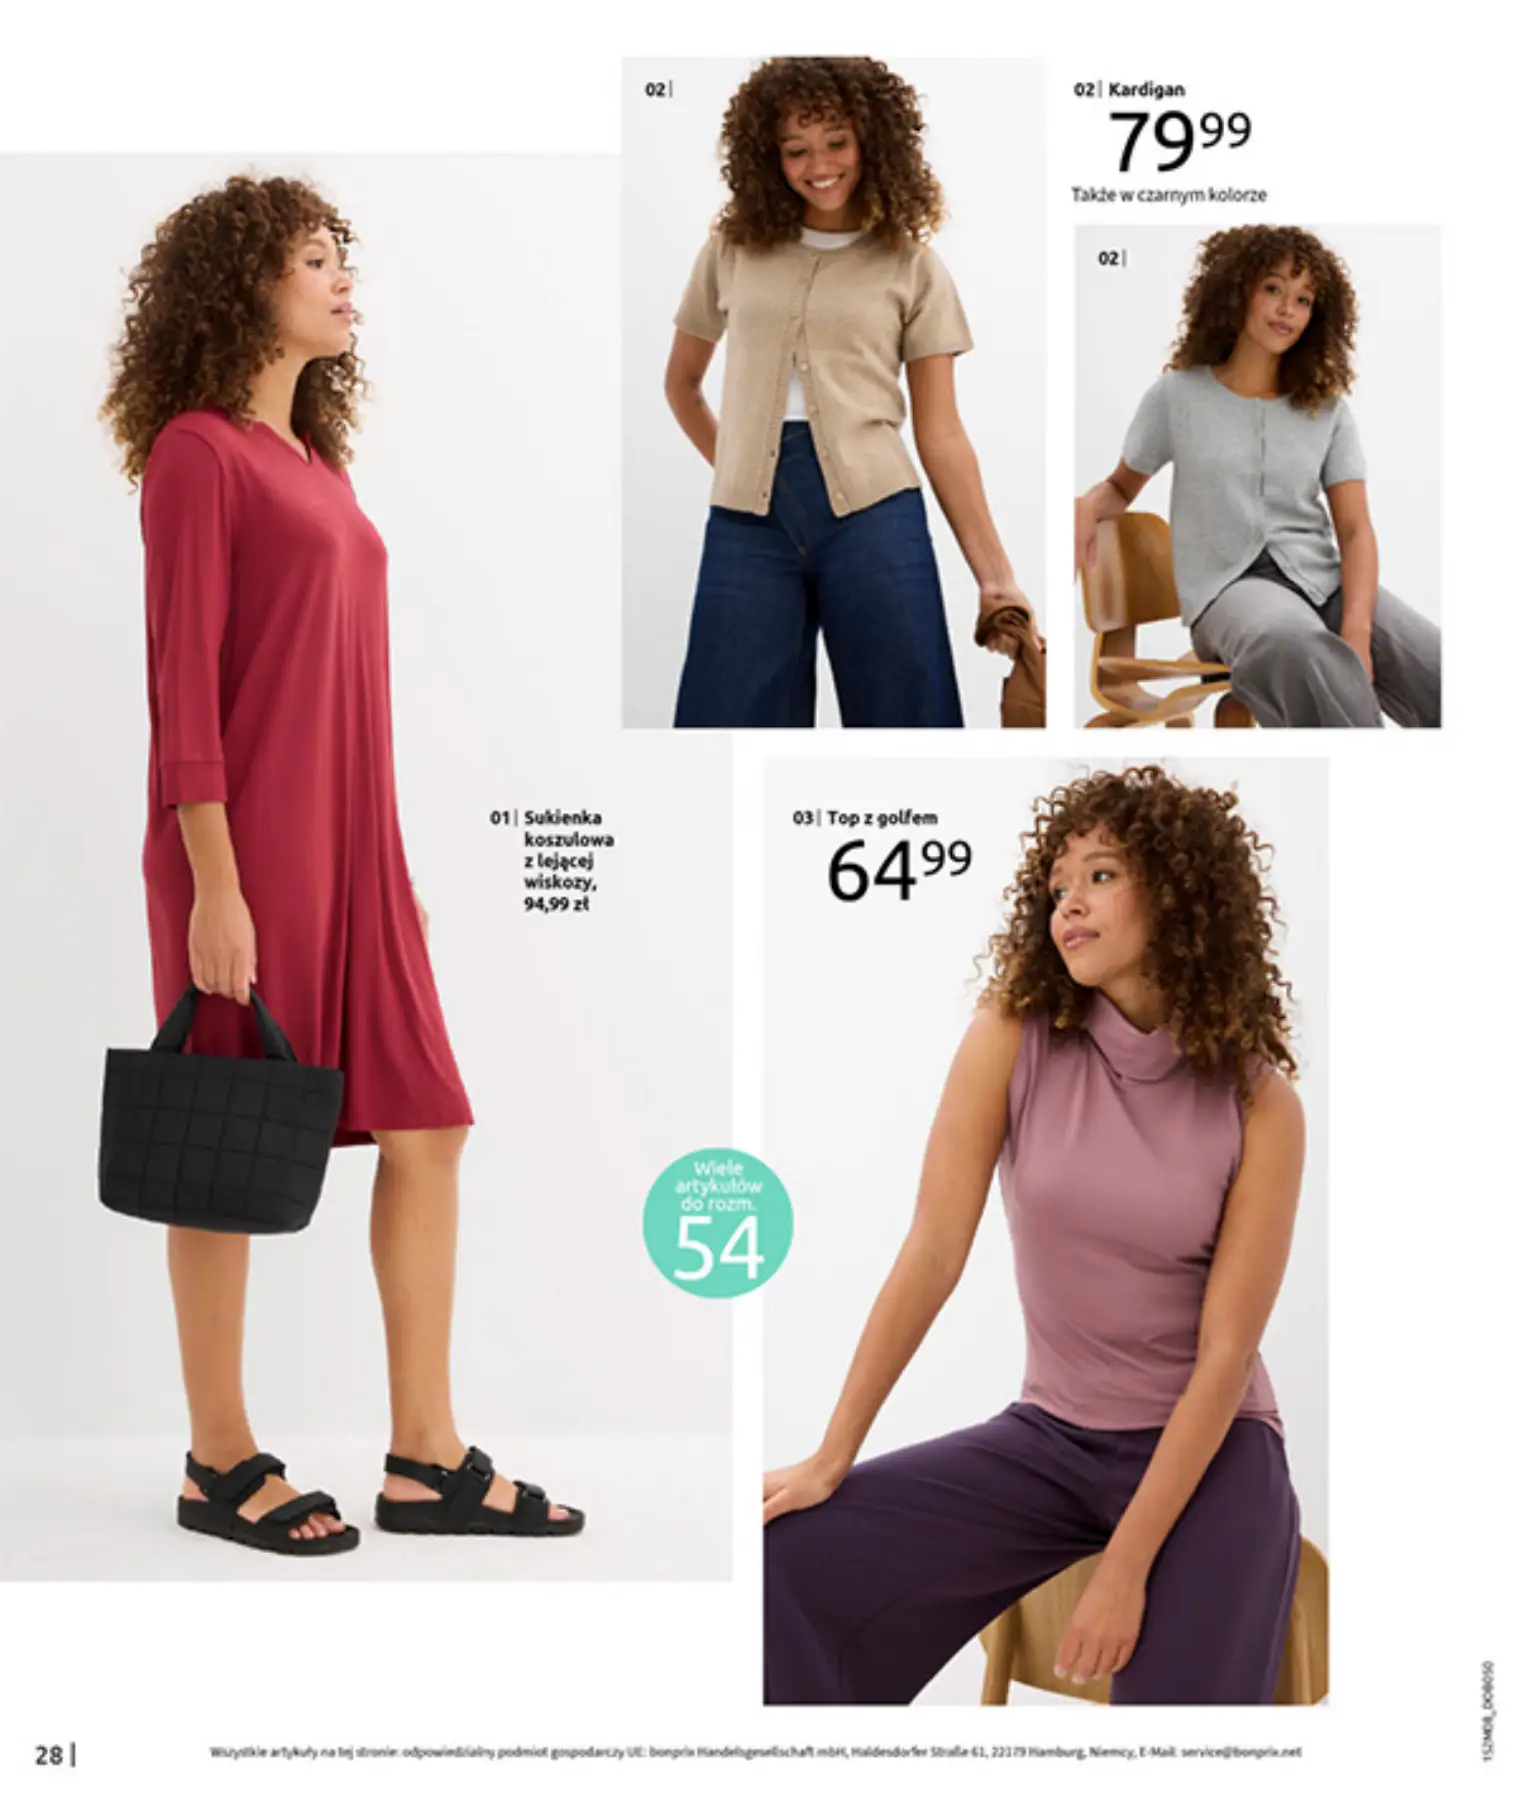 02|
02| Kardigan
79⁹⁹
Także w czarnym kolorze
02|
01| Sukienka
koszulowa
z lejącej
wiskozy,
94,99 zł
03| Top z golfem
64⁹⁹
Wiele
artykułów
do rozm.
54
28|
Wszystkie artykuły na tej stronie: odpowiedzialny podmiot gospodarczy UE: bonprix Handelsgesellschaft mbH, Haldesdorfer Straße 61, 22179 Hamburg, Niemcy, E-Mail: service@bonprix.net
152M08_DOB050